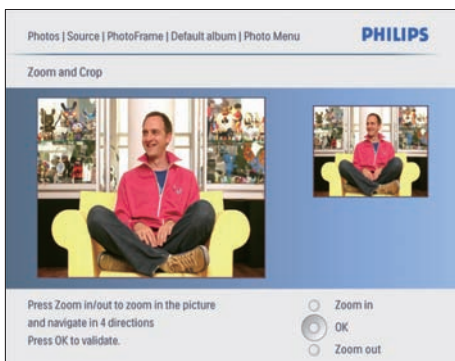 Photos | Source | PhotoFrame | Default album | Photo Menu
PHILIPS
Zoom and Crop
Press Zoom in/out to zoom in the picture
and navigate in 4 directions
Press OK to validate.
Zoom in
OK
Zoom out